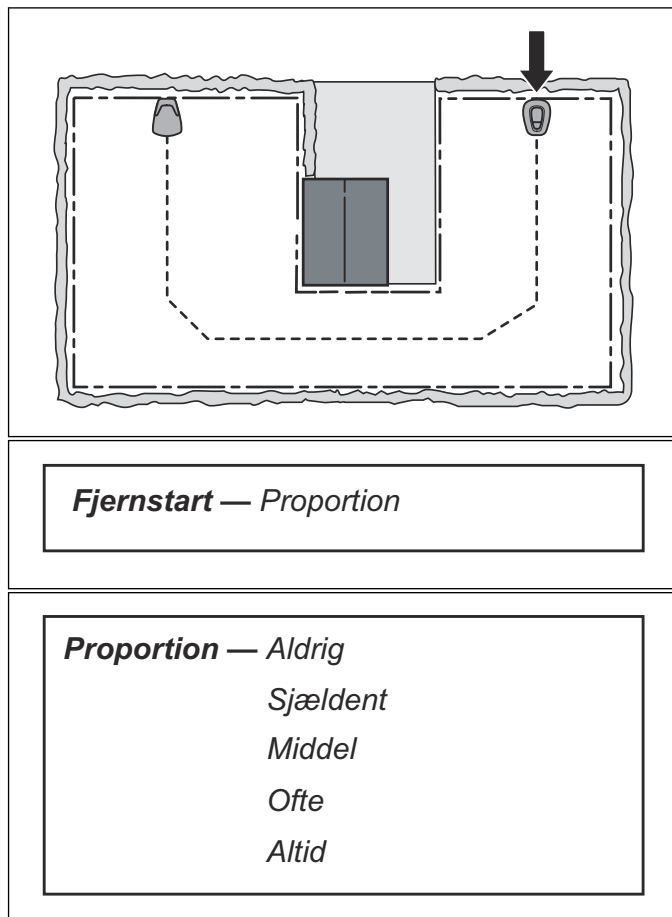 Fjernstart — Proportion
Proportion — Aldrig
Sjældent
Middel
Ofte
Altid